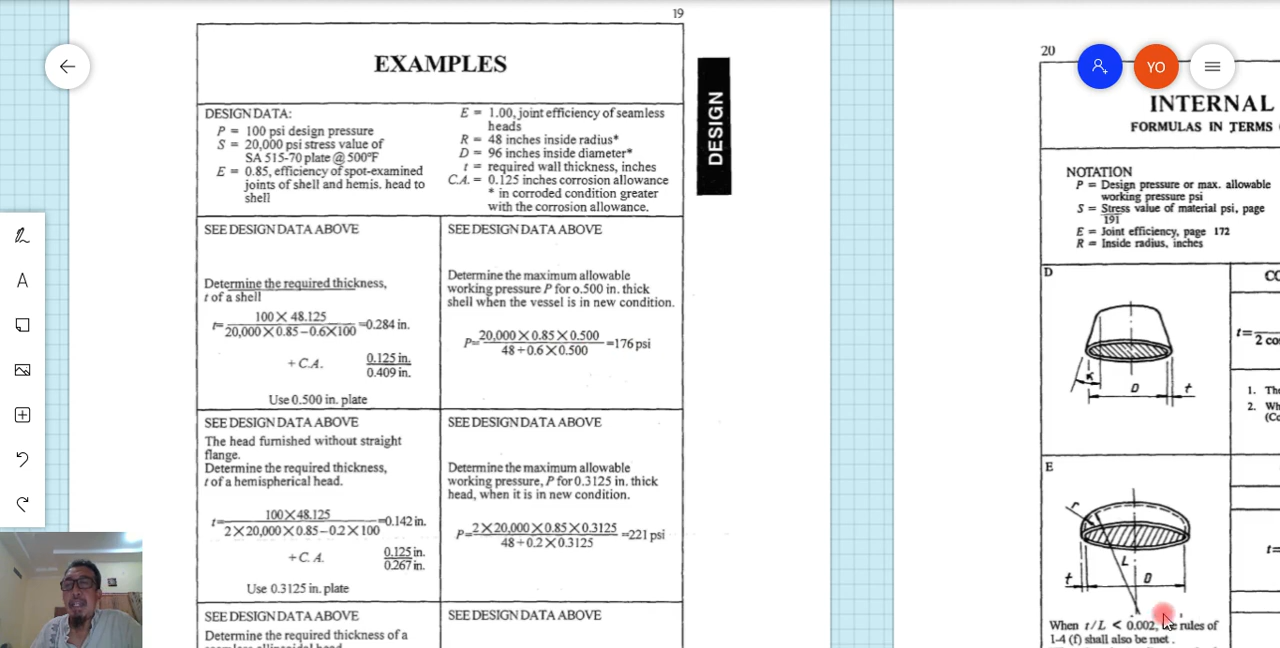 19
EXAMPLES
DESIGN DATA:
P = 100 psi design pressure
S = 20,000 psi stress value of
SA 515-70 plate @ 500°F
E = 0.85, efficiency of spot-examined
joints of shell and hemis. head to
shell
E = 1.00, joint efficiency of seamless
heads
R = 48 inches inside radius*
D = 96 inches inside diameter*
t = required wall thickness, inches
C.A. = 0.125 inches corrosion allowance
* in corroded condition greater
with the corrosion allowance.
DESIGN
SEE DESIGN DATA ABOVE
Determine the required thickness,
t of a shell
t= 100 X 48.125
20,000 X 0.85 – 0.6 X 100 =0.284 in.
+ C.A. 0.125 in.
0.409 in.
Use 0.500 in. plate
SEE DESIGN DATA ABOVE
Determine the maximum allowable
working pressure P for o.500 in. thick
shell when the vessel is in new condition.
P= 20,000 X 0.85 X 0.500
48 + 0.6 X 0.500 =176 psi
SEE DESIGN DATA ABOVE
The head furnished without straight
flange.
Determine the required thickness,
t of a hemispherical head.
t= 100X48.125
2 X 20,000 X 0.85 – 0.2 X 100 =0.142 in.
+ C. A. 0.125 in.
0.267 in.
Use 0.3125 in. plate
SEE DESIGN DATA ABOVE
Determine the maximum allowable
working pressure, P for 0.3125 in. thick
head, when it is in new condition.
P= 2 X 20,000 X 0.85 X 0.3125
48 + 0.2 X 0.3125 =221 psi
SEE DESIGN DATA ABOVE
Determine the required thickness of a
SEE DESIGN DATA ABOVE
20
YO
INTERNAL
FORMULAS IN TERMS
NOTATION
P = Design pressure or max. allowable
working pressure psi
S = Stress value of material psi, page
191
E = Joint efficiency, page 172
R = Inside radius, inches
D
CO
t=
2 co
D t
1. The
2. Wh
(Co
E
r
L
t D
t=
When t/L < 0.002, rules of
1-4 (f) shall also be met .
A